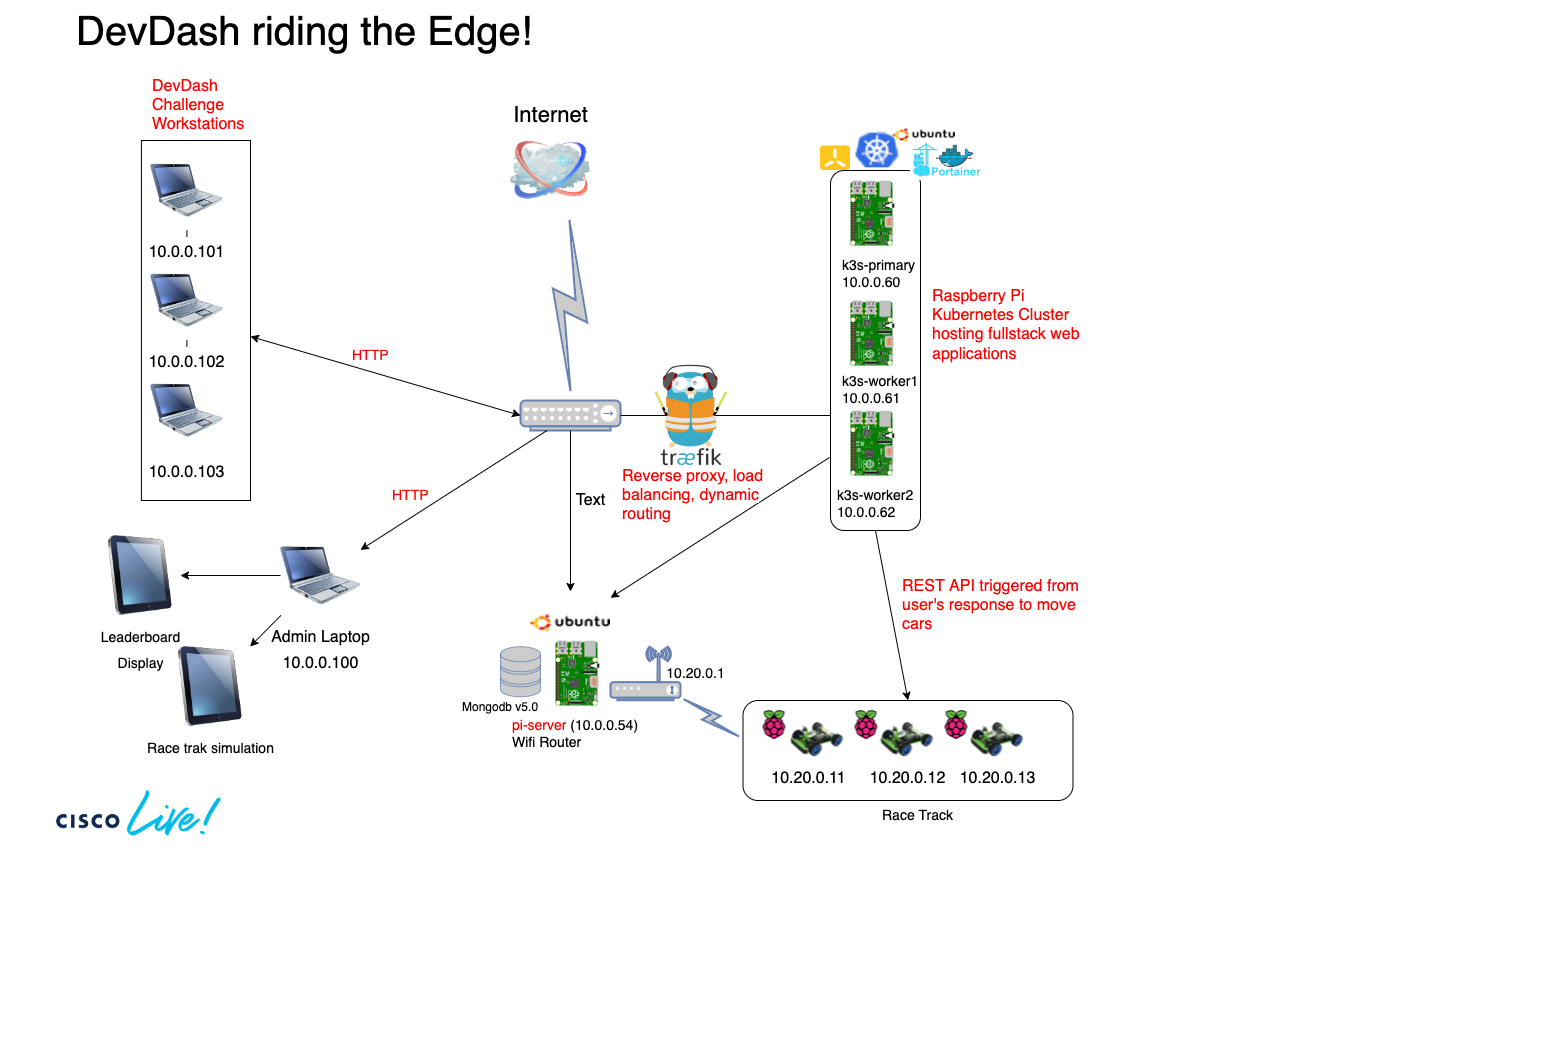 DevDash riding the Edge!
DevDash
Challenge
Workstations
10.0.0.101
10.0.0.102
10.0.0.103
Internet
HTTP
HTTP
Text
træfik
Reverse proxy, load
balancing, dynamic
routing
ubuntu
Portainer
k3s-primary
10.0.0.60
k3s-worker1
10.0.0.61
k3s-worker2
10.0.0.62
Raspberry Pi
Kubernetes Cluster
hosting fullstack web
applications
REST API triggered from
user's response to move
cars
Leaderboard
Display
Admin Laptop
10.0.0.100
Race trak simulation
ubuntu
Mongodb v5.0
pi-server (10.0.0.54)
Wifi Router
10.20.0.1
10.20.0.11
10.20.0.12
10.20.0.13
Race Track
CISCO Live!